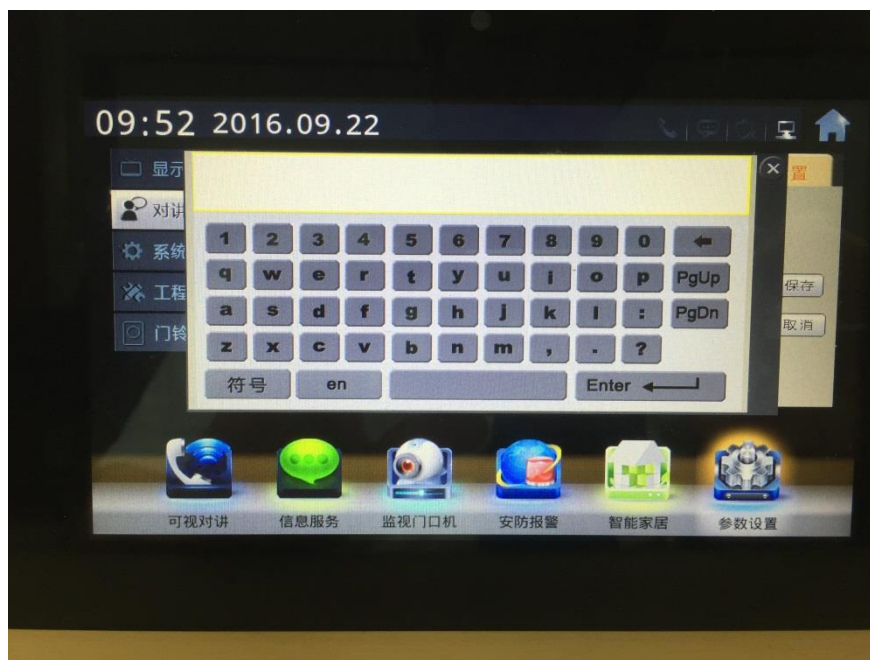 09:52 2016.09.22
显示
置
对讲
系统
工程
门铃
保存
取消
1 2 3 4 5 6 7 8 9 0
q w e r t y u i o p PgUp
a s d f g h j k l : PgDn
z x c v b n m , . ?
符号 en Enter
可视对讲 信息服务 监视门口机 安防报警 智能家居 参数设置